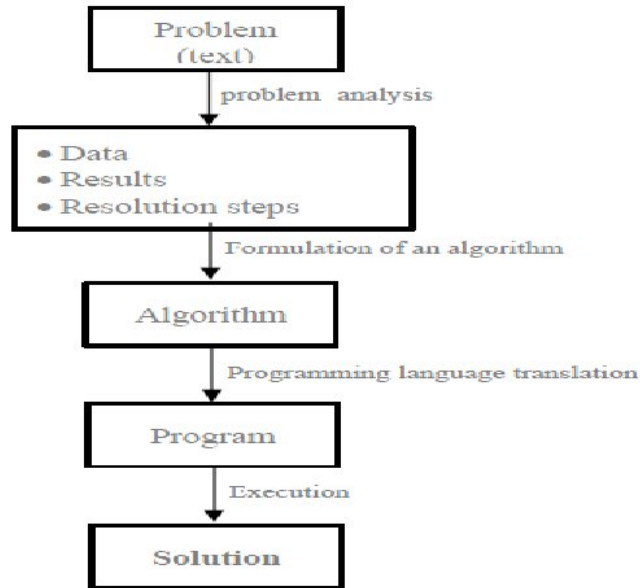 Problem
(text)
problem analysis
• Data
• Results
• Resolution steps
Formulation of an algorithm
Algorithm
Programming language translation
Program
Execution
Solution